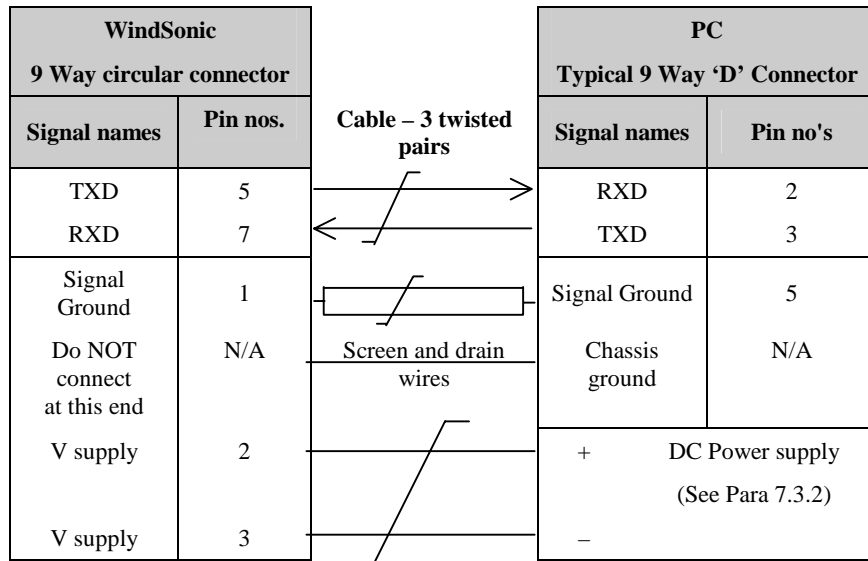 WindSonic
9 Way circular connector
PC
Typical 9 Way ‘D’ Connector
Signal names
Pin nos.
Cable – 3 twisted
pairs
Signal names
Pin no's
TXD
5
RXD
2
RXD
7
TXD
3
Signal
Ground
1
Signal Ground
5
Do NOT
connect
at this end
N/A
Screen and drain
wires
Chassis
ground
N/A
V supply
2
+ DC Power supply
(See Para 7.3.2)
V supply
3
–